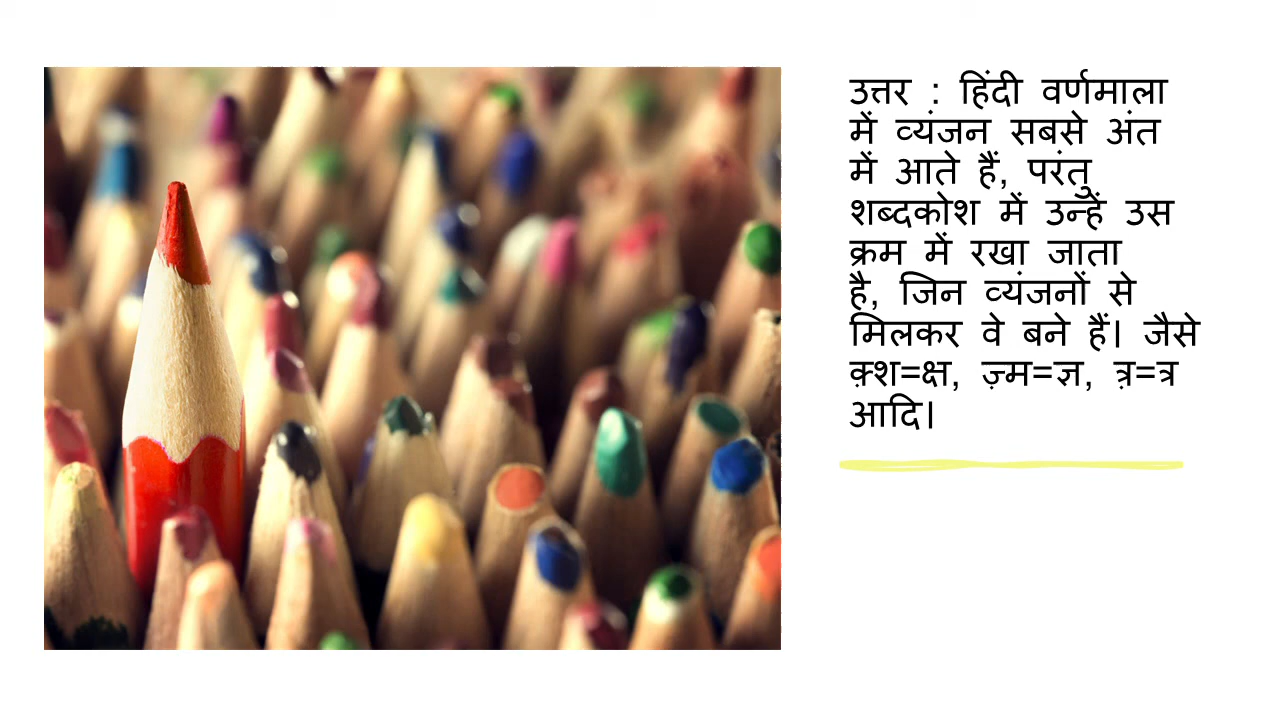 उत्तर : हिंदी वर्णमाला
में व्यंजन सबसे अंत
में आते हैं, परंतु
शब्दकोश में उन्हें उस
क्रम में रखा जाता
है, जिन व्यंजनों से
मिलकर वे बने हैं। जैसे
क़्श=क्ष, ज़्म=ज्ञ, त्ऱ=त्र
आदि।